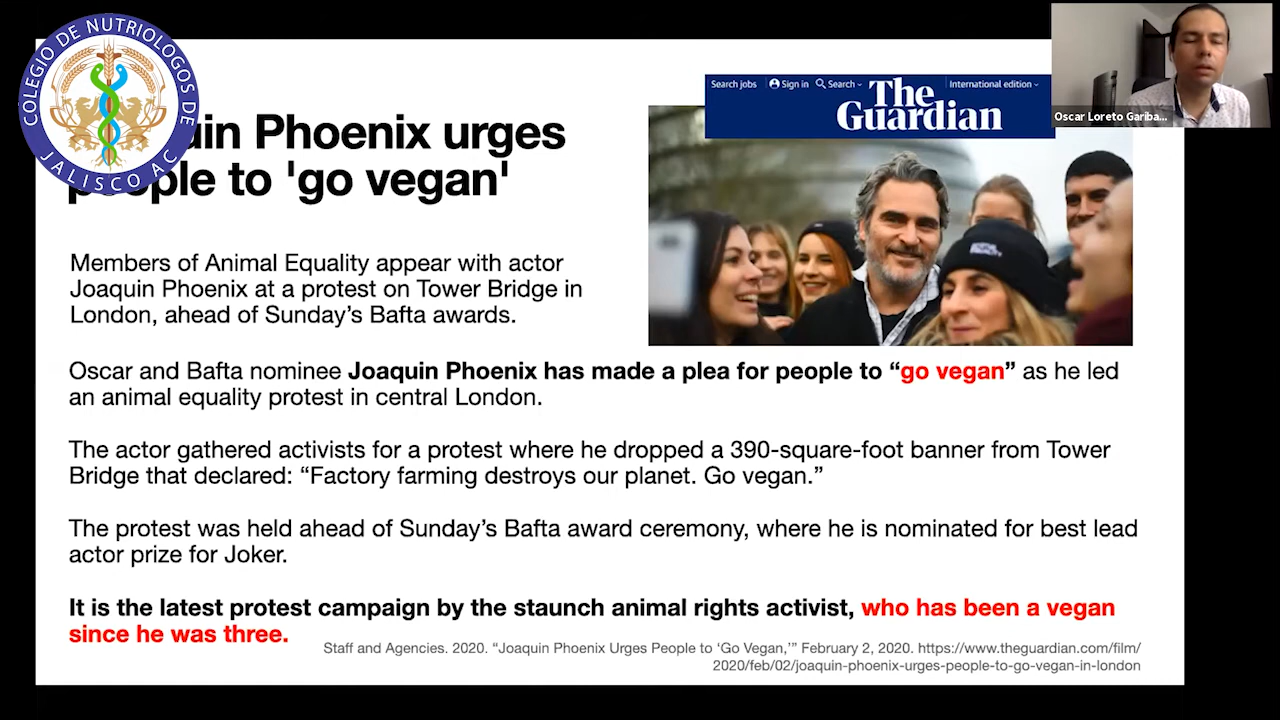 COLEGIO DE NUTRIOLOGOS DE
JALISCO AC
quin Phoenix urges
people to 'go vegan'
Search jobs
Sign in
Search
International edition
The
Guardian
Oscar Loreto Gariba...
Members of Animal Equality appear with actor
Joaquin Phoenix at a protest on Tower Bridge in
London, ahead of Sunday’s Bafta awards.
Oscar and Bafta nominee Joaquin Phoenix has made a plea for people to “go vegan” as he led
an animal equality protest in central London.
The actor gathered activists for a protest where he dropped a 390-square-foot banner from Tower
Bridge that declared: “Factory farming destroys our planet. Go vegan.”
The protest was held ahead of Sunday’s Bafta award ceremony, where he is nominated for best lead
actor prize for Joker.
It is the latest protest campaign by the staunch animal rights activist, who has been a vegan
since he was three.
Staff and Agencies. 2020. “Joaquin Phoenix Urges People to ‘Go Vegan,’” February 2, 2020. https://www.theguardian.com/film/
2020/feb/02/joaquin-phoenix-urges-people-to-go-vegan-in-london